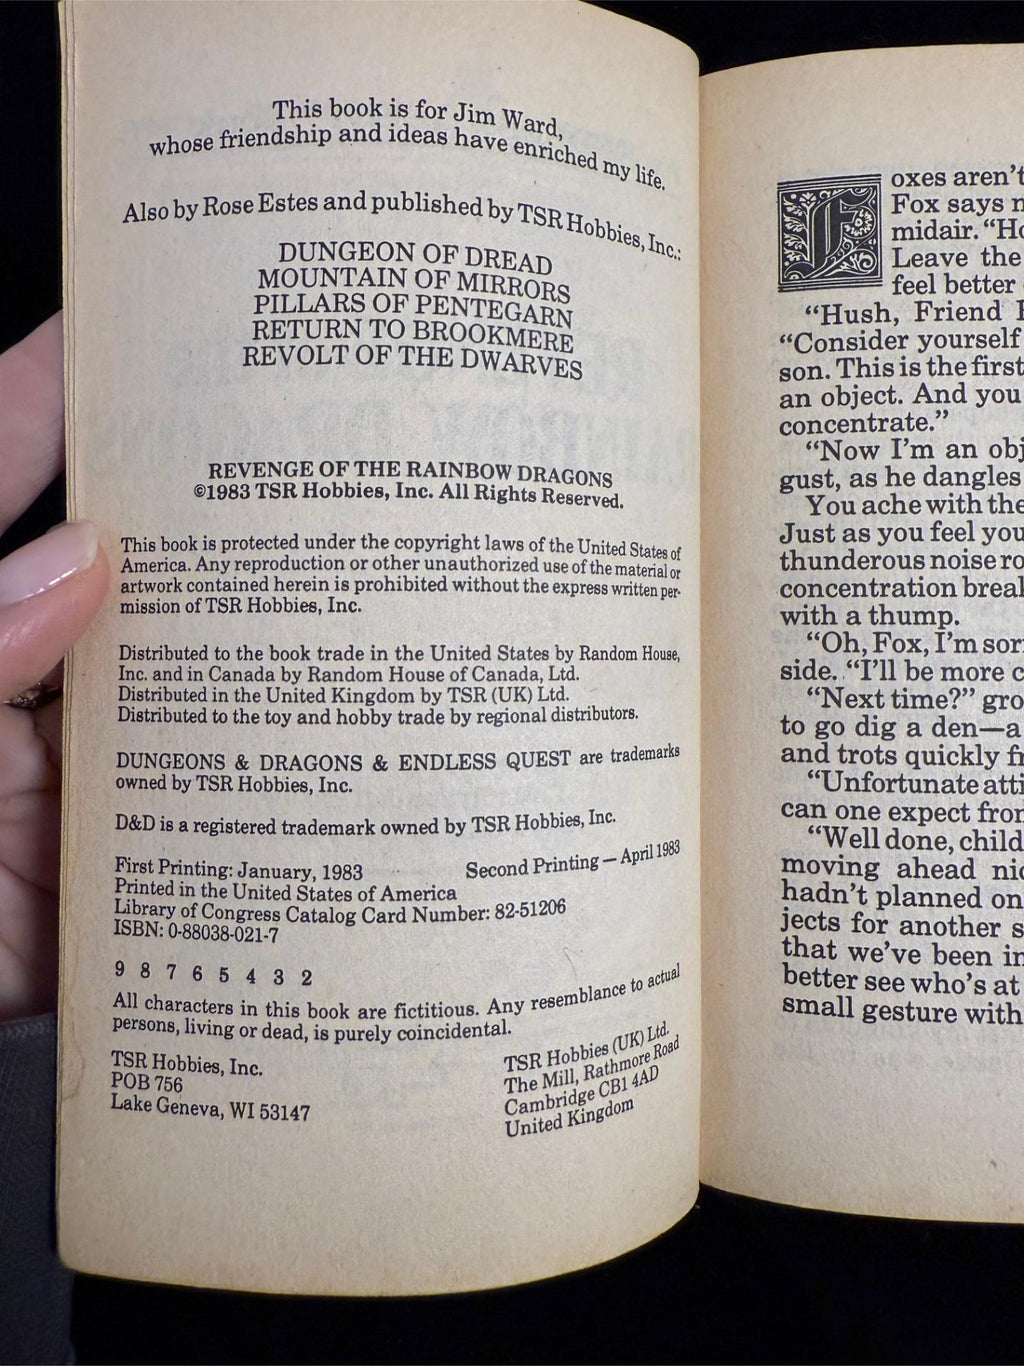 This book is for Jim Ward,
whose friendship and ideas have enriched my life.
Also by Rose Estes and published by TSR Hobbies, Inc.:
DUNGEON OF DREAD
MOUNTAIN OF MIRRORS
PILLARS OF PENTEGARN
RETURN TO BROOKMERE
REVOLT OF THE DWARVES
REVENGE OF THE RAINBOW DRAGONS
©1983 TSR Hobbies, Inc. All Rights Reserved.
This book is protected under the copyright laws of the United States of
America. Any reproduction or other unauthorized use of the material or
artwork contained herein is prohibited without the express written per-
mission of TSR Hobbies, Inc.
Distributed to the book trade in the United States by Random House,
Inc. and in Canada by Random House of Canada, Ltd.
Distributed in the United Kingdom by TSR (UK) Ltd.
Distributed to the toy and hobby trade by regional distributors.
DUNGEONS & DRAGONS & ENDLESS QUEST are trademarks
owned by TSR Hobbies, Inc.
D&D is a registered trademark owned by TSR Hobbies, Inc.
First Printing: January, 1983 Second Printing — April 1983
Printed in the United States of America
Library of Congress Catalog Card Number: 82-51206
ISBN: 0-88038-021-7
9 8 7 6 5 4 3 2
All characters in this book are fictitious. Any resemblance to actual
persons, living or dead, is purely coincidental.
TSR Hobbies, Inc.
POB 756
Lake Geneva, WI 53147
TSR Hobbies (UK) Ltd.
The Mill, Rathmore Road
Cambridge CB1 4AD
United Kingdom
Foxes aren't
Fox says
midair. "
Leave the
feel better
"Hush, Friend
"Consider yourself
son. This is the first
an object. And you
concentrate."
"Now I'm an
gust, as he dangles
You ache with the
Just as you feel you
thunderous noise
concentration
with a thump.
"Oh, Fox, I'm
side. "I'll be more
"Next time?"
to go dig a den—a
and trots quickly
"Unfortunate
can one expect from
"Well done, child
moving ahead
hadn't planned on
jects for another
that we've been
better see who's at
small gesture with